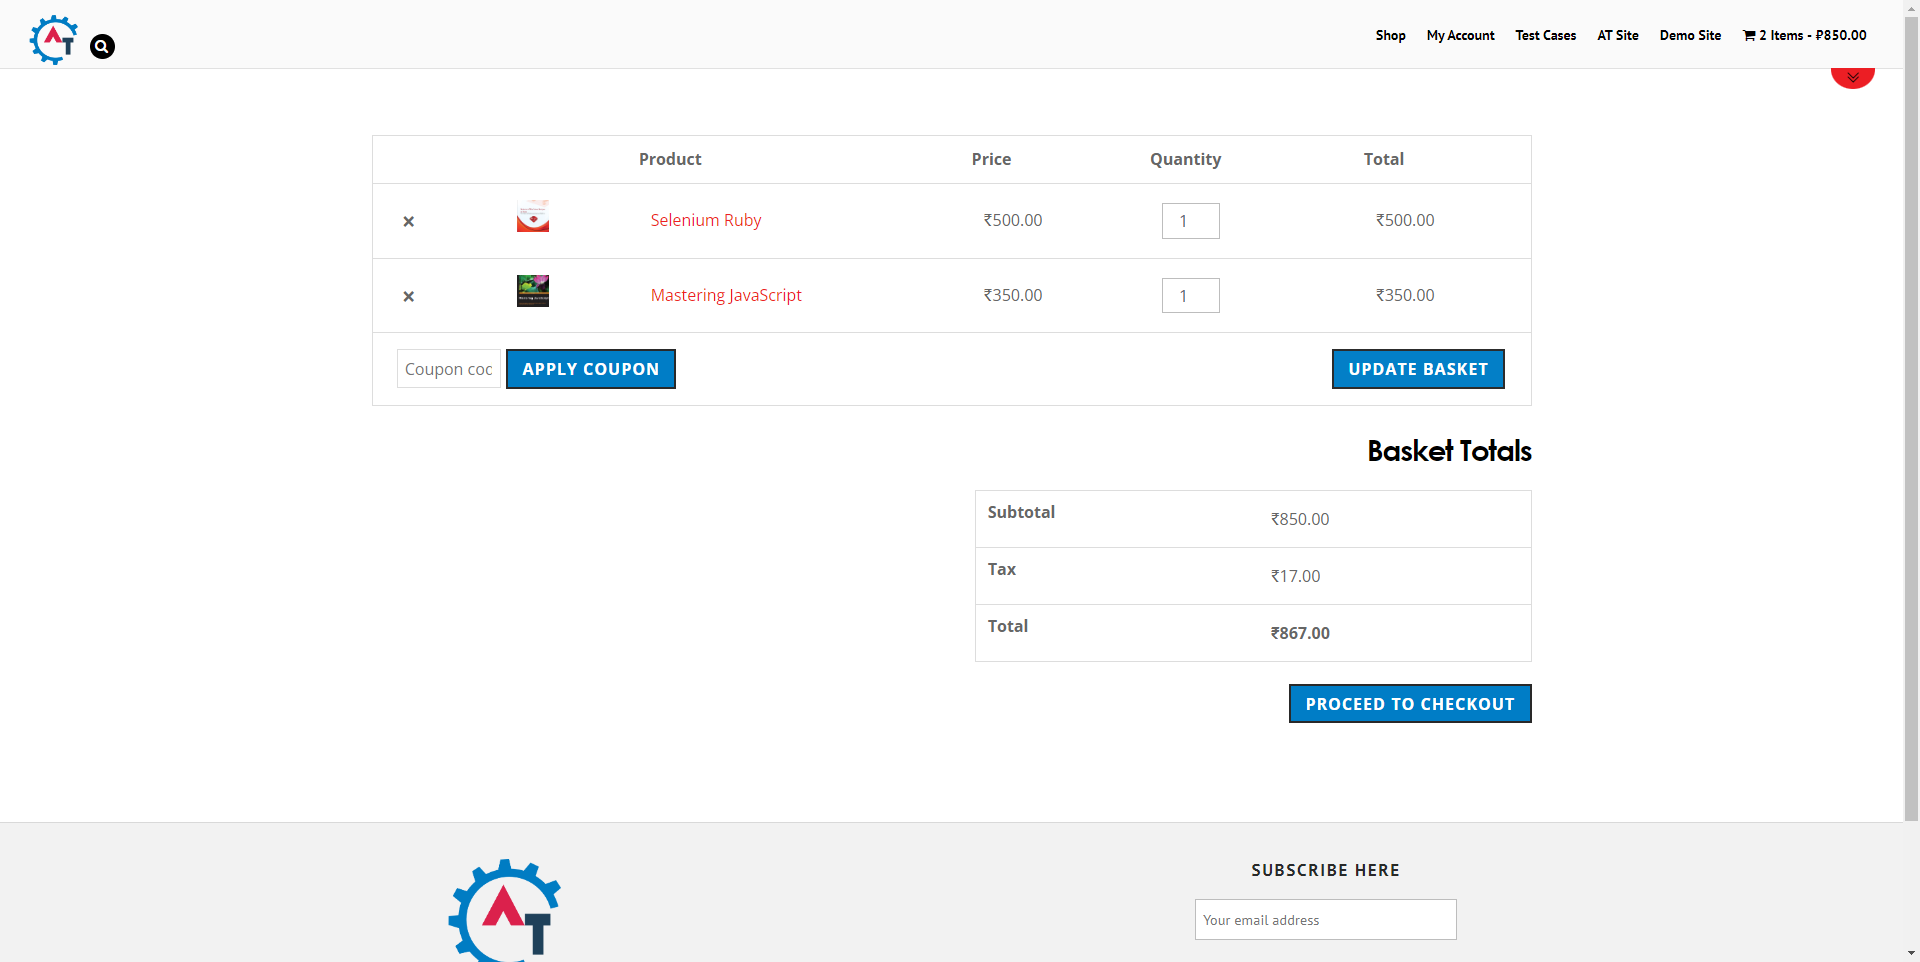 AT
Shop My Account Test Cases AT Site Demo Site 2 Items - ₽850.00
Product Price Quantity Total
× Selenium Ruby ₹500.00 1 ₹500.00
× Mastering JavaScript ₹350.00 1 ₹350.00
Coupon coc APPLY COUPON UPDATE BASKET
Basket Totals
Subtotal ₹850.00
Tax ₹17.00
Total ₹867.00
PROCEED TO CHECKOUT
AT
SUBSCRIBE HERE
Your email address